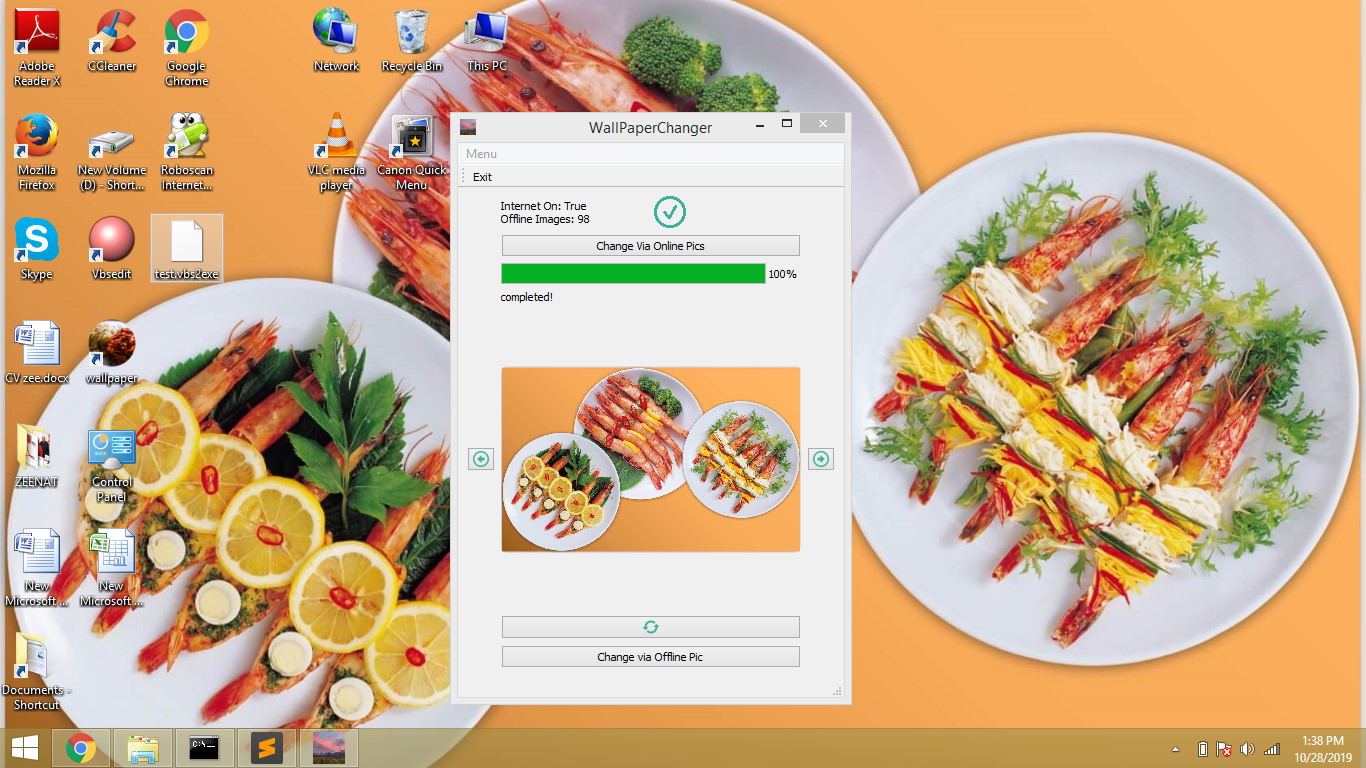 Adobe
Reader X
CCleaner
Google
Chrome
Network
Recycle Bin
This PC
Mozilla
Firefox
New Volume
(D) - Short...
Roboscan
Internet...
VLC media
player
Canon Quick
Menu
Skype
Vbsedit
test.vbs2exe
CV zee.docx
wallpaper
ZEENAT
Control
Panel
New
Microsoft ...
New
Microsoft ...
Documents -
Shortcut
WallPaperChanger
Menu
Exit
Internet On: True
Offline Images: 98
Change Via Online Pics
100%
completed!
Change via Offline Pic
C:\_
1:38 PM
10/28/2019